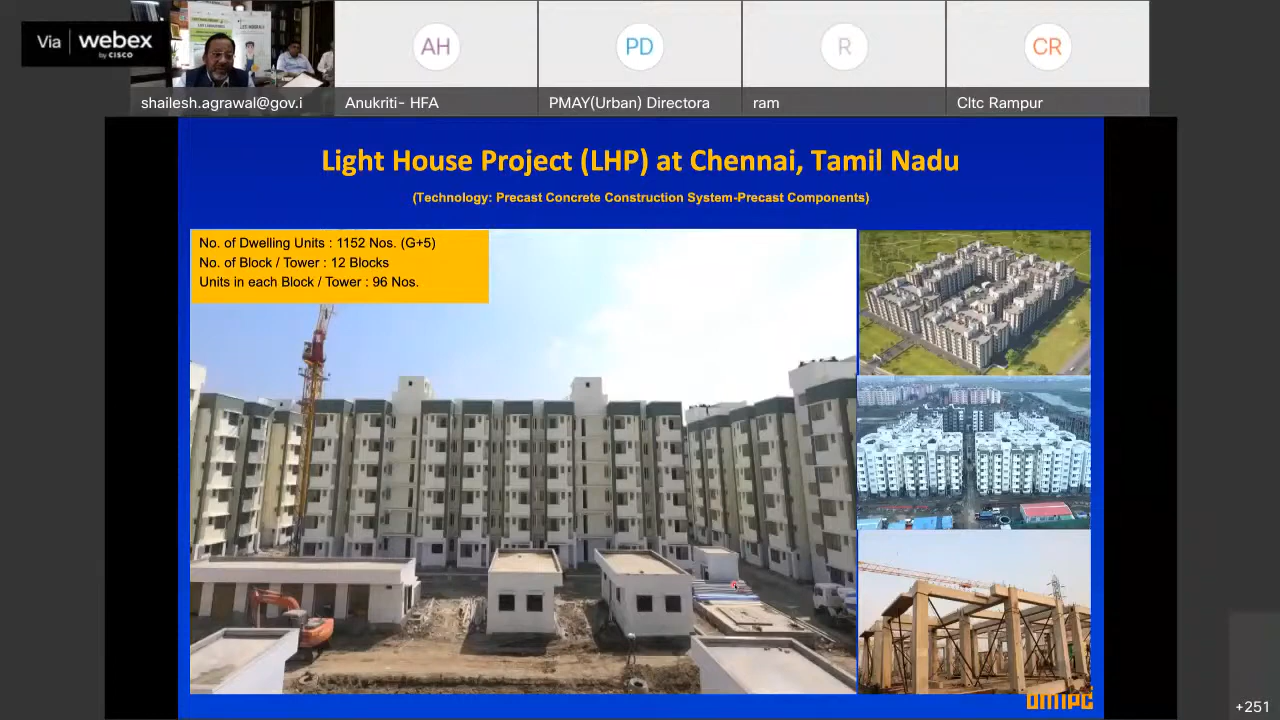 Via webex
by CISCO
AH
PD
R
CR
shailesh.agrawal@gov.i
Anukriti- HFA
PMAY(Urban) Directora
ram
Cltc Rampur
Light House Project (LHP) at Chennai, Tamil Nadu
(Technology: Precast Concrete Construction System-Precast Components)
No. of Dwelling Units : 1152 Nos. (G+5)
No. of Block / Tower : 12 Blocks
Units in each Block / Tower : 96 Nos.
+251